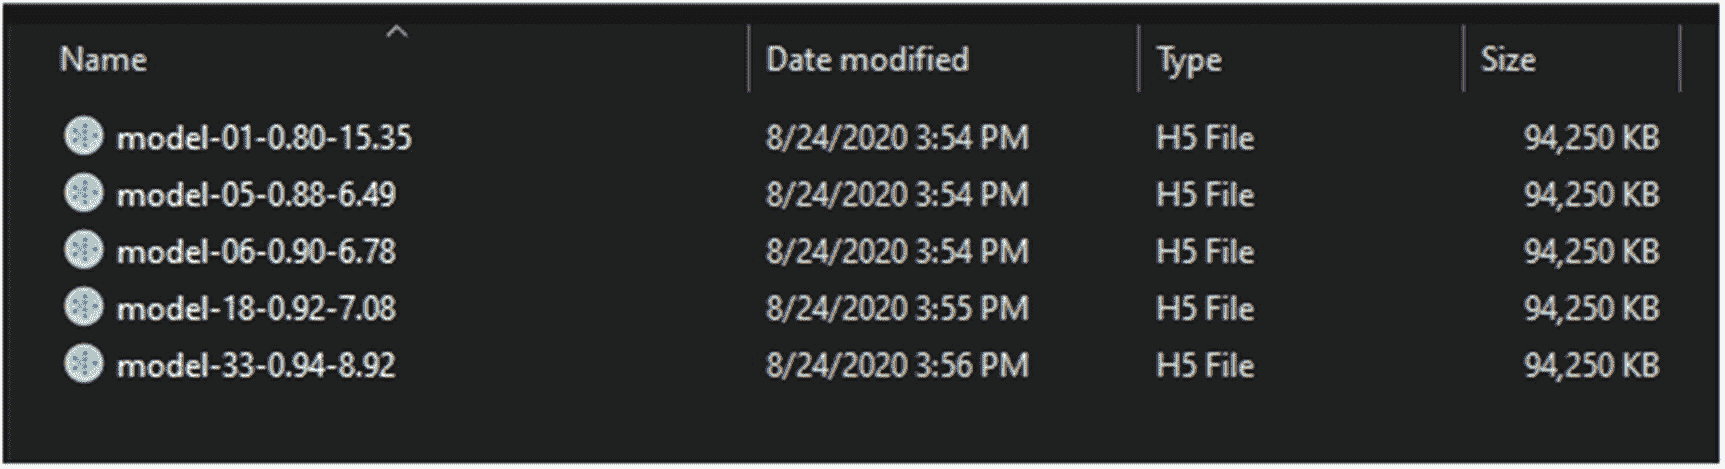 Name Date modified Type Size
model-01-0.80-15.35 8/24/2020 3:54 PM H5 File 94,250 KB
model-05-0.88-6.49 8/24/2020 3:54 PM H5 File 94,250 KB
model-06-0.90-6.78 8/24/2020 3:54 PM H5 File 94,250 KB
model-18-0.92-7.08 8/24/2020 3:55 PM H5 File 94,250 KB
model-33-0.94-8.92 8/24/2020 3:56 PM H5 File 94,250 KB